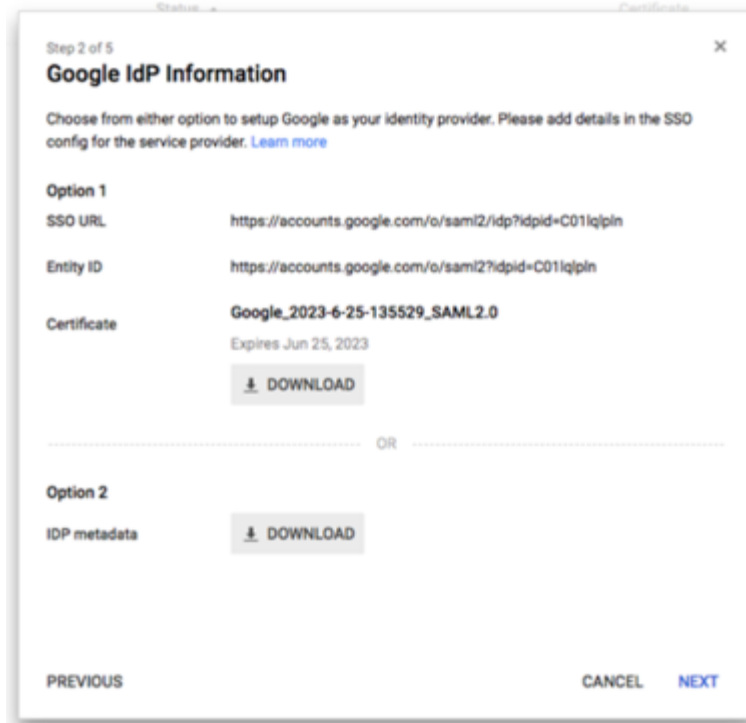 Status
Certificate
Step 2 of 5
Google IdP Information
Choose from either option to setup Google as your identity provider. Please add details in the SSO
config for the service provider. Learn more
Option 1
SSO URL https://accounts.google.com/o/saml2/idp?idpid=C01lqlpln
Entity ID https://accounts.google.com/o/saml2?idpid=C01lqlpln
Certificate Google_2023-6-25-135529_SAML2.0
Expires Jun 25, 2023
DOWNLOAD
OR
Option 2
IDP metadata DOWNLOAD
PREVIOUS CANCEL NEXT